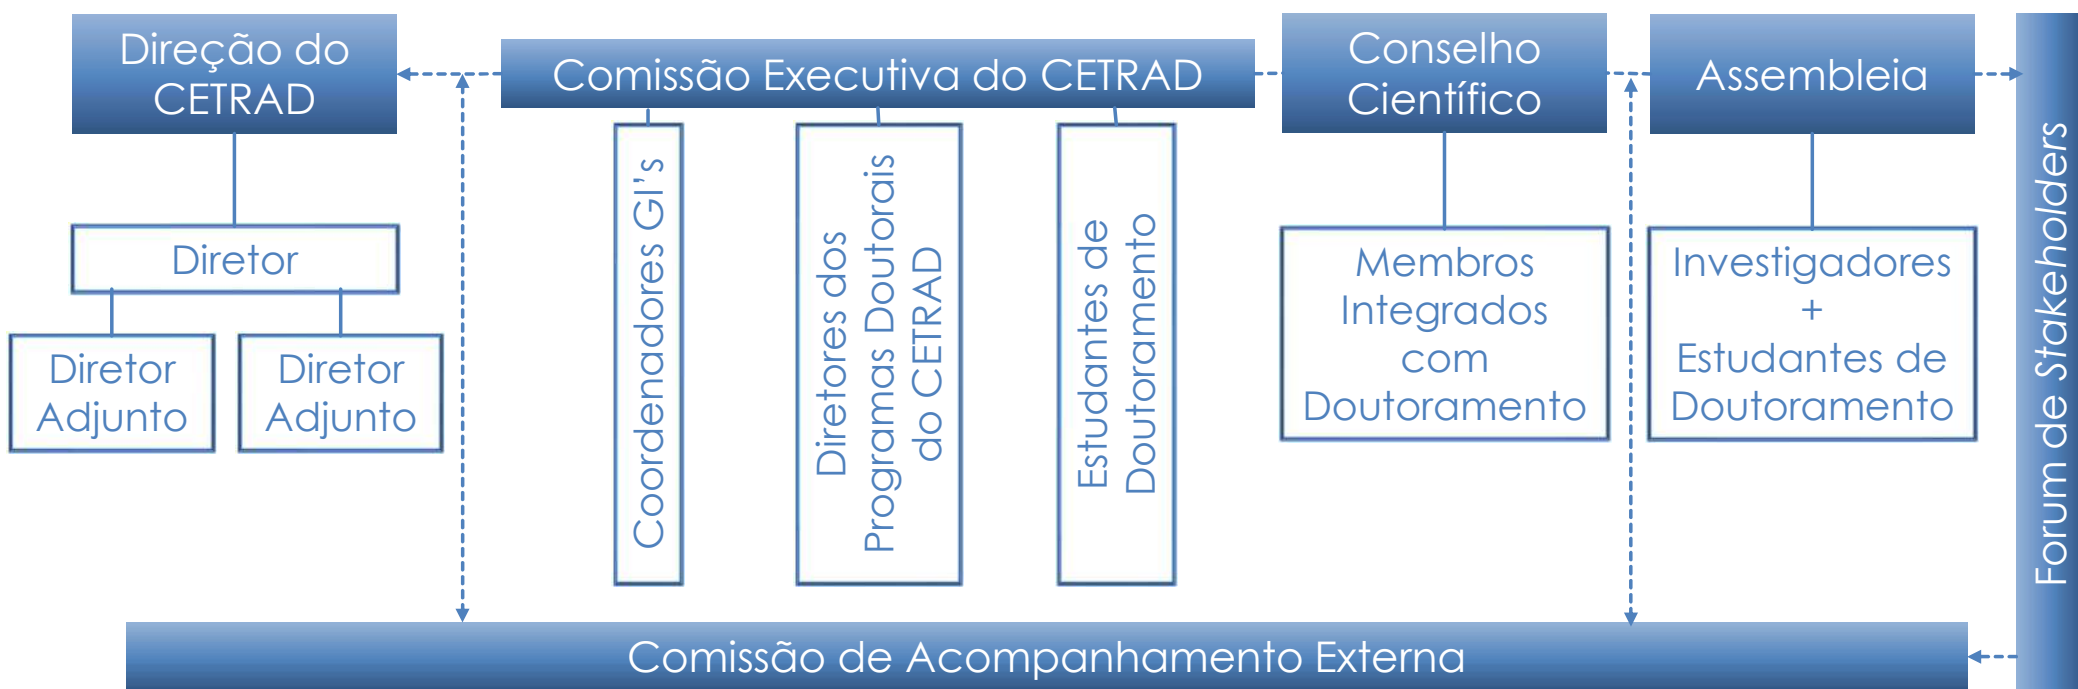 Direção do
CETRAD
Comissão Executiva do CETRAD
Conselho
Científico
Assembleia
Forum de Stakeholders
Diretor
Diretor
Adjunto
Diretor
Adjunto
Coordenadores GI's
Diretores dos
Programas Doutorais
do CETRAD
Estudantes de
Doutoramento
Membros
Integrados
com
Doutoramento
Investigadores
+
Estudantes de
Doutoramento
Comissão de Acompanhamento Externa